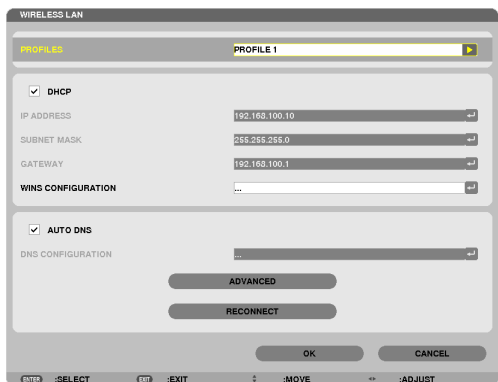 WIRELESS LAN
PROFILES PROFILE 1
DHCP
IP ADDRESS 192.168.100.10
SUBNET MASK 255.255.255.0
GATEWAY 192.168.100.1
WINS CONFIGURATION ...
AUTO DNS
DNS CONFIGURATION ...
ADVANCED
RECONNECT
OK CANCEL
ENTER :SELECT EXIT :EXIT :MOVE :ADJUST